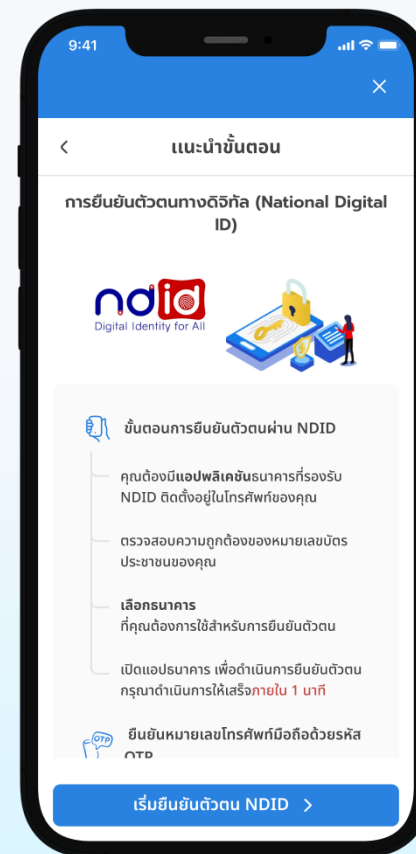 9:41
แนะนำขั้นตอน
การยืนยันตัวตนทางดิจิทัล (National Digital
ID)
ndid
Digital Identity for All
ขั้นตอนการยืนยันตัวตนผ่าน NDID
คุณต้องมีแอปพลิเคชันธนาคารที่รองรับ
NDID ติดตั้งอยู่ในโทรศัพท์ของคุณ
ตรวจสอบความถูกต้องของหมายเลขบัตร
ประชาชนของคุณ
เลือกธนาคาร
ที่คุณต้องการใช้สำหรับการยืนยันตัวตน
เปิดแอปธนาคาร เพื่อดำเนินการยืนยันตัวตน
กรุณาดำเนินการให้เสร็จภายใน 1 นาที
OTP
ยืนยันหมายเลขโทรศัพท์มือถือด้วยรหัส
OTP
เริ่มยืนยันตัวตน NDID